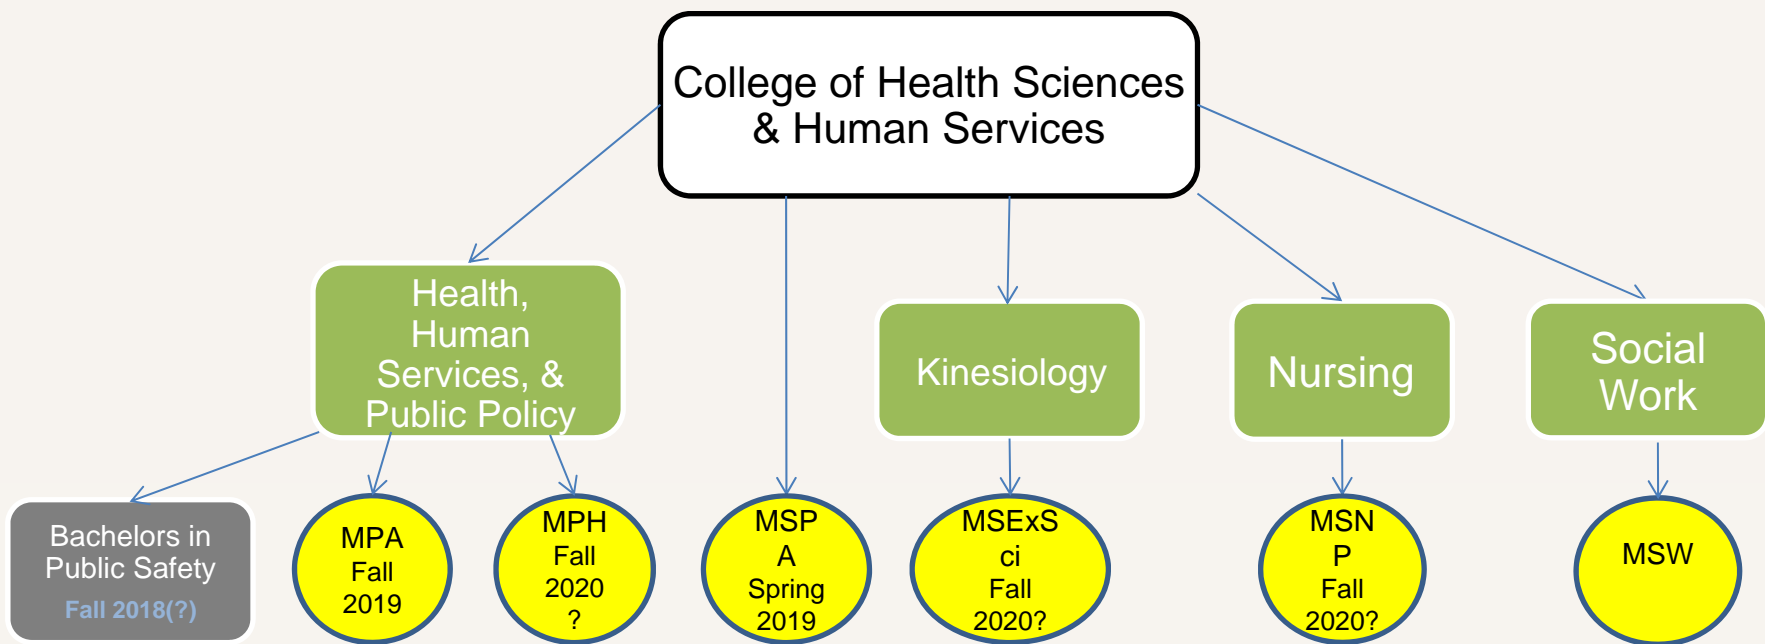 College of Health Sciences
& Human Services
Health,
Human
Services, &
Public Policy
Kinesiology
Nursing
Social
Work
Bachelors in
Public Safety
Fall 2018(?)
MPA
Fall
2019
MPH
Fall
2020
?
MSP
A
Spring
2019
MSExS
ci
Fall
2020?
MSN
P
Fall
2020?
MSW